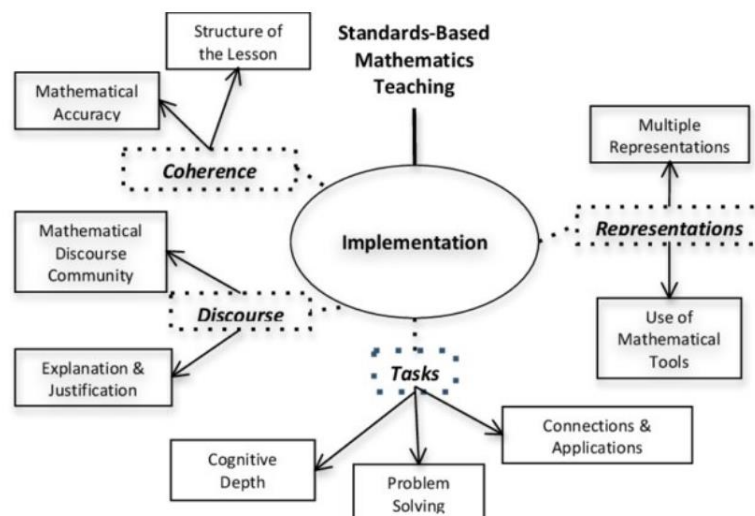 Structure of
the Lesson
Standards-Based
Mathematics
Teaching
Mathematical
Accuracy
Coherence
Multiple
Representations
Mathematical
Discourse
Community
Implementation
Representations
Discourse
Explanation &
Justification
Tasks
Use of
Mathematical
Tools
Cognitive
Depth
Problem
Solving
Connections &
Applications